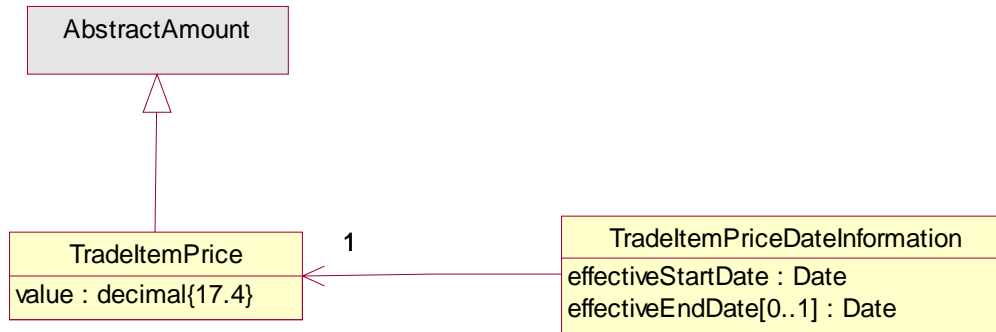 AbstractAmount
TradeItemPrice
value : decimal{17.4}
1
TradeItemPriceDateInformation
effectiveStartDate : Date
effectiveEndDate[0..1] : Date